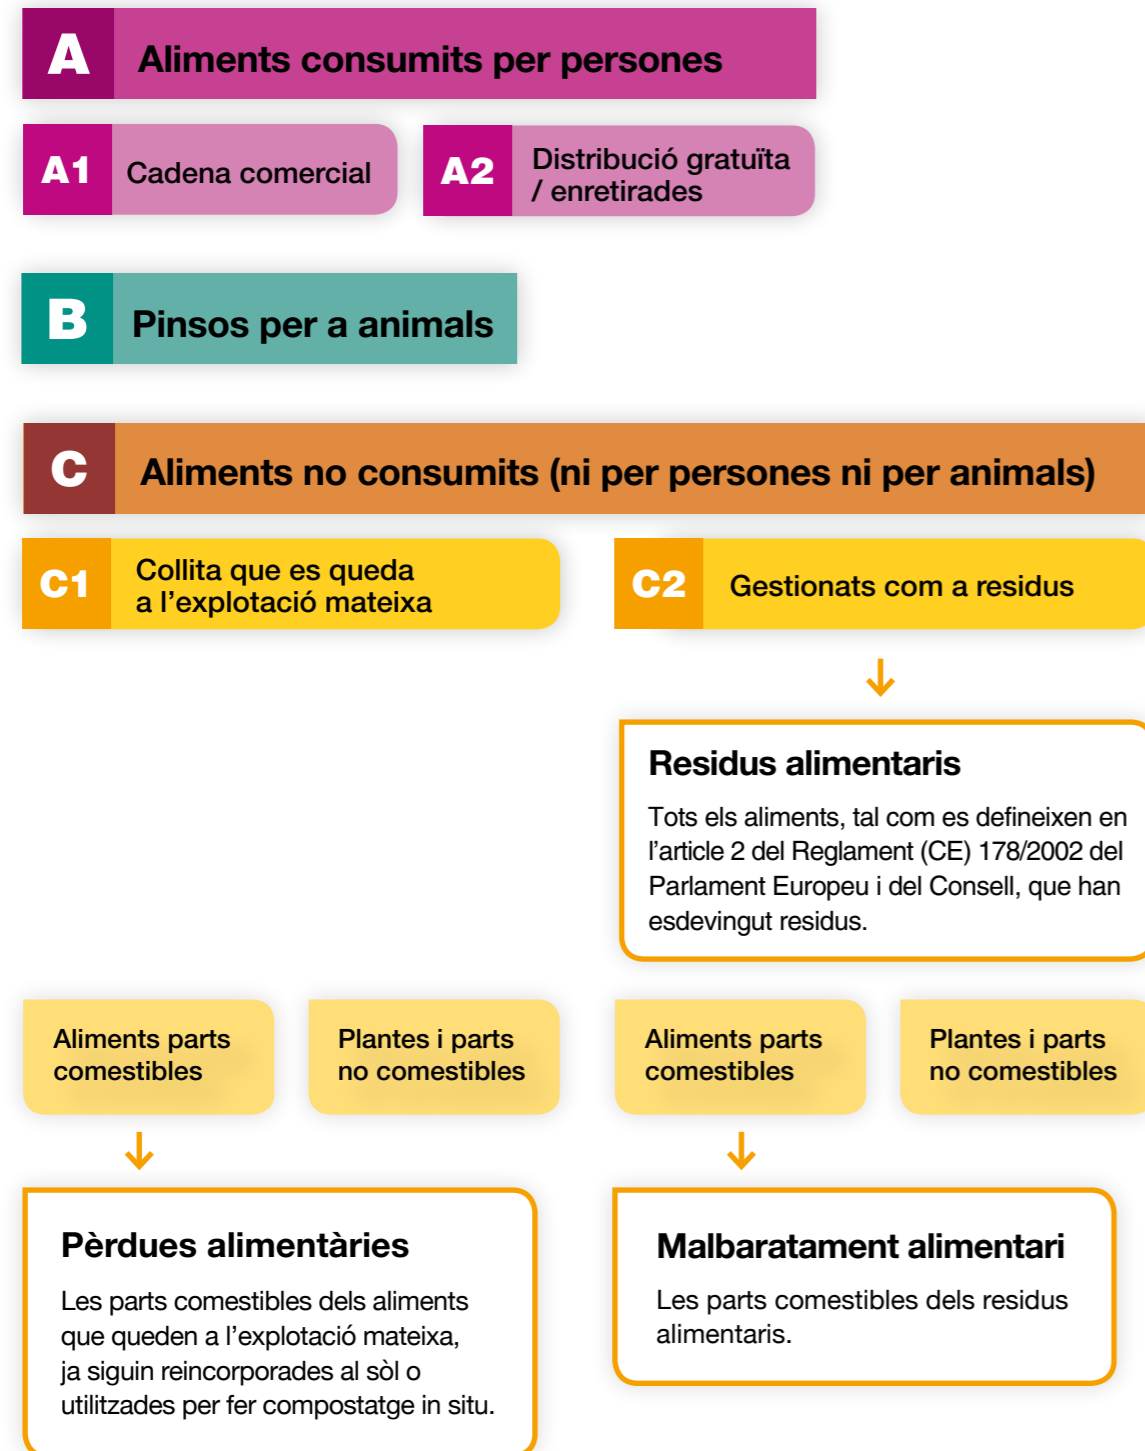 A Aliments consumits per persones
A1 Cadena comercial
A2 Distribució gratuïta
/ enretirades
B Pinsos per a animals
C Aliments no consumits (ni per persones ni per animals)
C1 Collita que es queda
a l’explotació mateixa
C2 Gestionats com a residus
Residus alimentaris
Tots els aliments, tal com es defineixen en
l’article 2 del Reglament (CE) 178/2002 del
Parlament Europeu i del Consell, que han
esdevingut residus.
Aliments parts
comestibles
Plantes i parts
no comestibles
Aliments parts
comestibles
Plantes i parts
no comestibles
Pèrdues alimentàries
Les parts comestibles dels aliments
que queden a l’explotació mateixa,
ja siguin reincorporades al sòl o
utilitzades per fer compostatge in situ.
Malbaratament alimentari
Les parts comestibles dels residus
alimentaris.